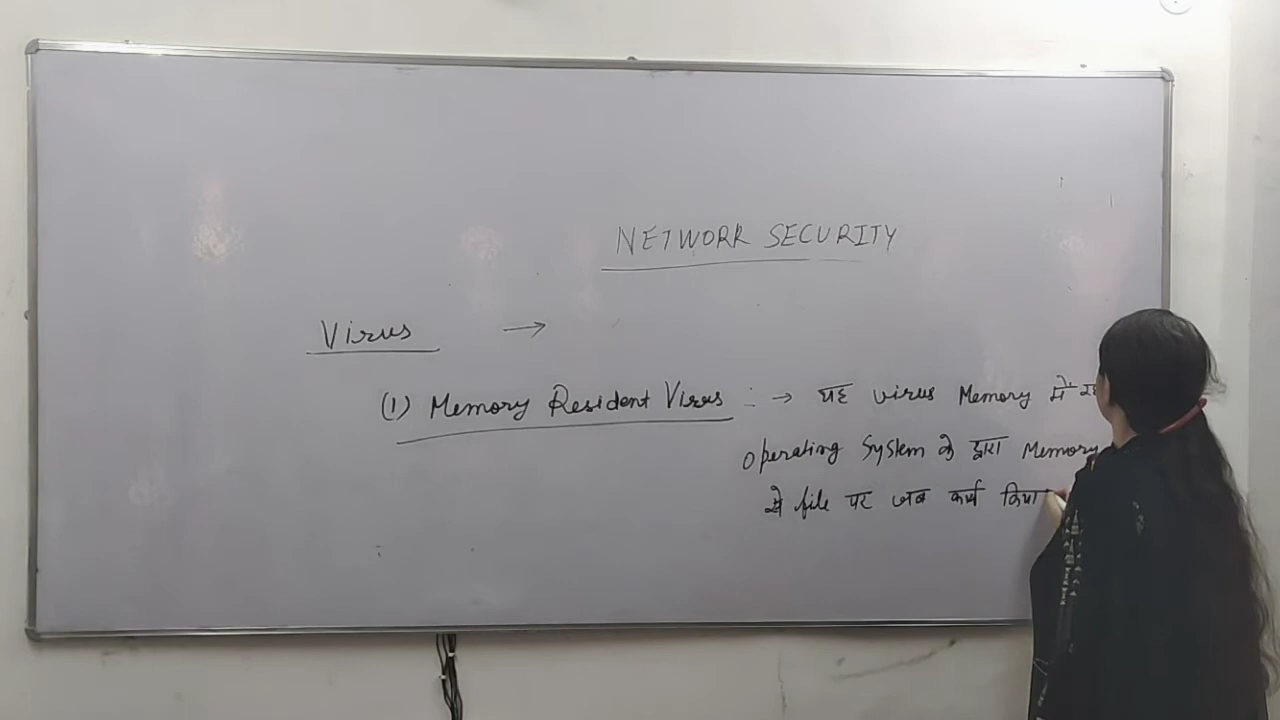 NETWORK SECURITY
Virus →
(1) Memory Resident Virus :→ यह virus Memory में
Operating System के द्वारा Memory
से file पर जब कार्य किया